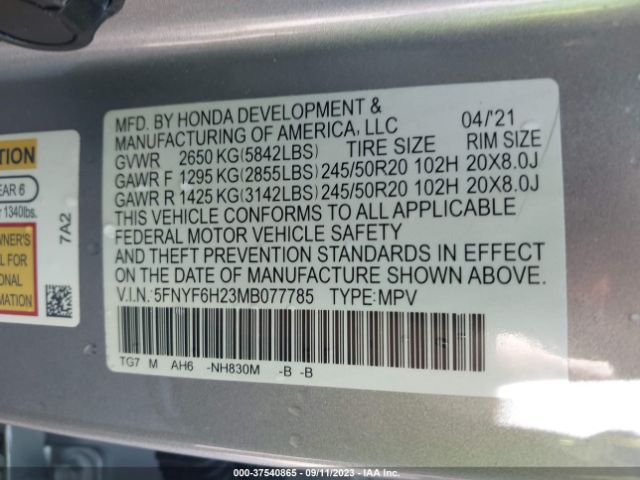 MFD. BY HONDA DEVELOPMENT & 04/'21
MANUFACTURING OF AMERICA, LLC
GVWR 2650 KG(5842LBS) TIRE SIZE RIM SIZE
GAWR F 1295 KG(2855LBS) 245/50R20 102H 20X8.0J
GAWR R 1425 KG(3142LBS) 245/50R20 102H 20X8.0J
THIS VEHICLE CONFORMS TO ALL APPLICABLE
FEDERAL MOTOR VEHICLE SAFETY
AND THEFT PREVENTION STANDARDS IN EFFECT
ON THE DATE OF MANUFACTURE SHOWN ABOVE.
V.I.N.:5FNYF6H23MB077785 TYPE:MPV
TG7 M AH6 -NH830M -B -B
TION
EAR 6
r 1340lbs.
7A2
WNER'S
L FOR
ONAL
MATION
000-37540865 - 09/11/2023 - IAA Inc.